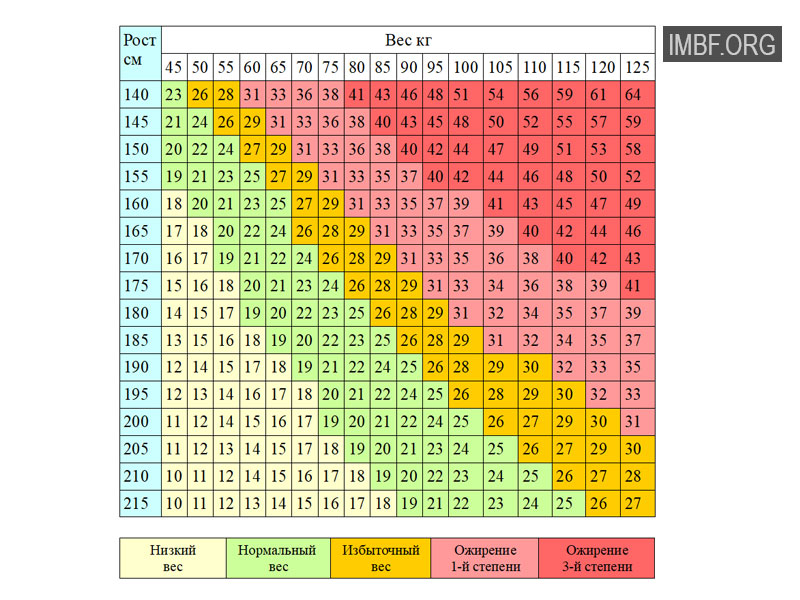 IMBF.ORG
Рост см Вес кг
45 50 55 60 65 70 75 80 85 90 95 100 105 110 115 120 125
140 23 26 28 31 33 36 38 41 43 46 48 51 54 56 59 61 64
145 21 24 26 29 31 33 36 38 40 43 45 48 50 52 55 57 59
150 20 22 24 27 29 31 33 36 38 40 42 44 47 49 51 53 58
155 19 21 23 25 27 29 31 33 35 37 40 42 44 46 48 50 52
160 18 20 21 23 25 27 29 31 33 35 37 39 41 43 45 47 49
165 17 18 20 22 24 26 28 29 31 33 35 37 39 40 42 44 46
170 16 17 19 21 22 24 26 28 29 31 33 35 36 38 40 42 43
175 15 16 18 20 21 23 24 26 28 29 31 33 34 36 38 39 41
180 14 15 17 19 20 22 23 25 26 28 29 31 32 34 35 37 39
185 13 15 16 18 19 20 22 23 25 26 28 29 31 32 34 35 37
190 12 14 15 17 18 19 21 22 24 25 26 28 29 30 32 33 35
195 12 13 14 16 17 18 20 21 22 24 25 26 28 29 30 32 33
200 11 12 14 15 16 17 19 20 21 22 24 25 26 27 29 30 31
205 11 12 13 14 15 17 18 19 20 21 23 24 25 26 27 29 30
210 10 11 12 14 15 16 17 18 19 20 22 23 24 25 26 27 28
215 10 11 12 13 14 15 16 17 18 19 21 22 23 24 25 26 27
Низкий вес
Нормальный вес
Избыточный вес
Ожирение 1-й степени
Ожирение 3-й степени